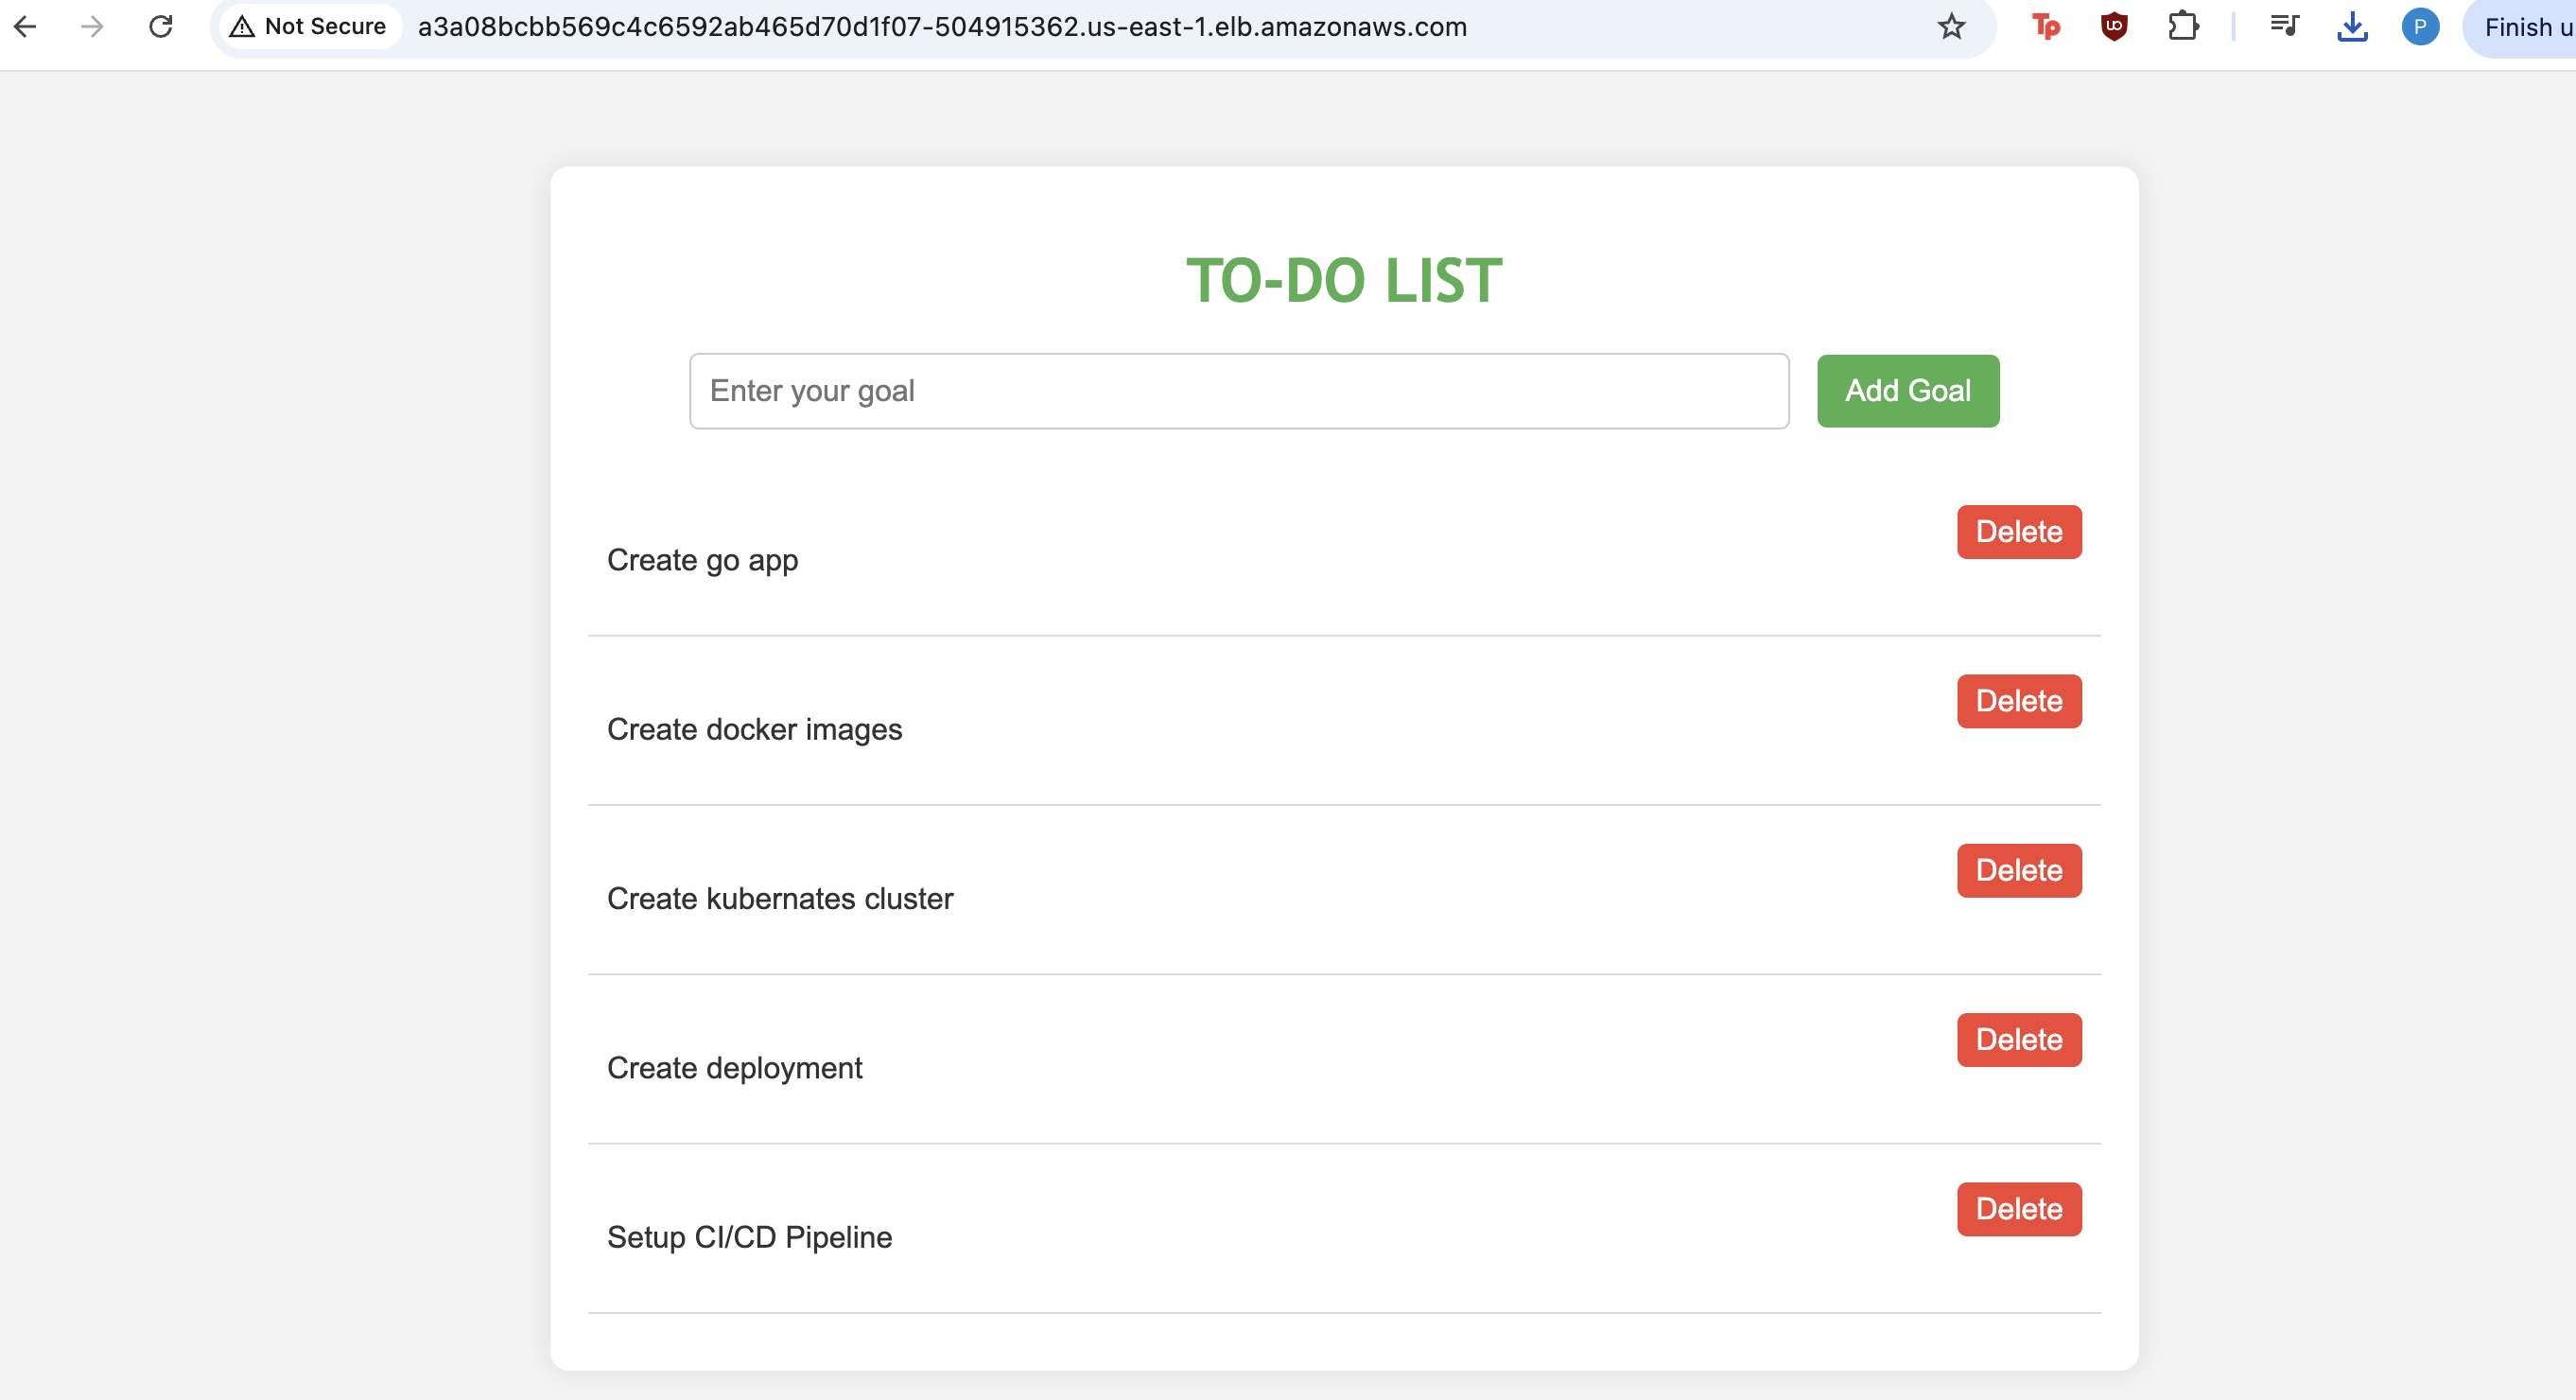 Not Secure a3a08bcbb569c4c6592ab465d70d1f07-504915362.us-east-1.elb.amazonaws.com Tp P Finish u
TO-DO LIST
Enter your goal Add Goal
Delete
Create go app
Delete
Create docker images
Delete
Create kubernates cluster
Delete
Create deployment
Delete
Setup CI/CD Pipeline